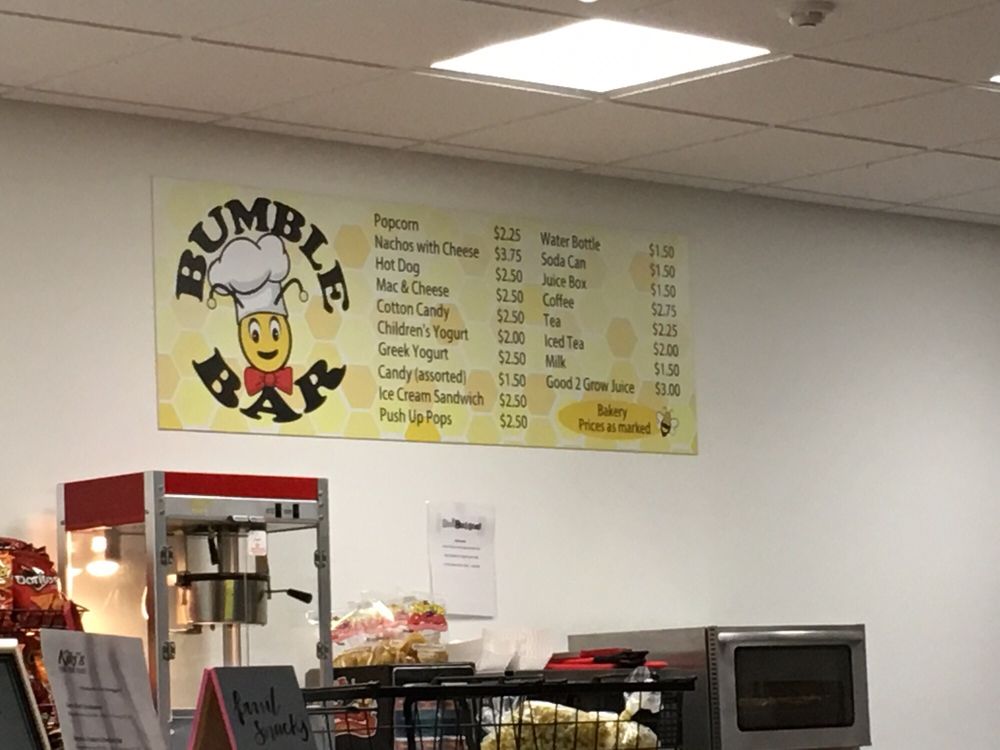 BUMBLE
BAR
Popcorn $2.25
Nachos with Cheese $3.75
Hot Dog $2.50
Mac & Cheese $2.50
Cotton Candy $2.50
Children's Yogurt $2.00
Greek Yogurt $2.50
Candy (assorted) $1.50
Ice Cream Sandwich $2.50
Push Up Pops $2.50
Water Bottle $1.50
Soda Can $1.50
Juice Box $1.50
Coffee $2.75
Tea $2.25
Iced Tea $2.00
Milk $1.50
Good 2 Grow Juice $3.00
Bakery
Prices as marked
Doritos
Snacks